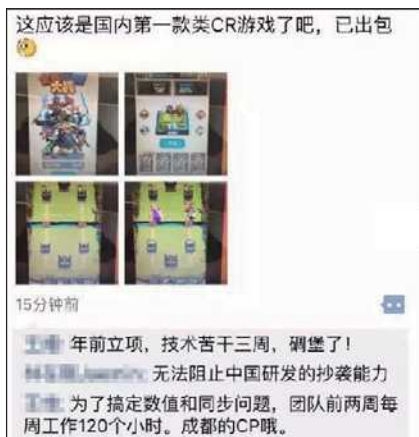 这应该是国内第一款类CR游戏了吧，已出包
大战
15分钟前
年前立项，技术苦干三周，碉堡了！
无法阻止中国研发的抄袭能力
为了搞定数值和同步问题，团队前两周每
周工作120个小时。成都的CP哦。